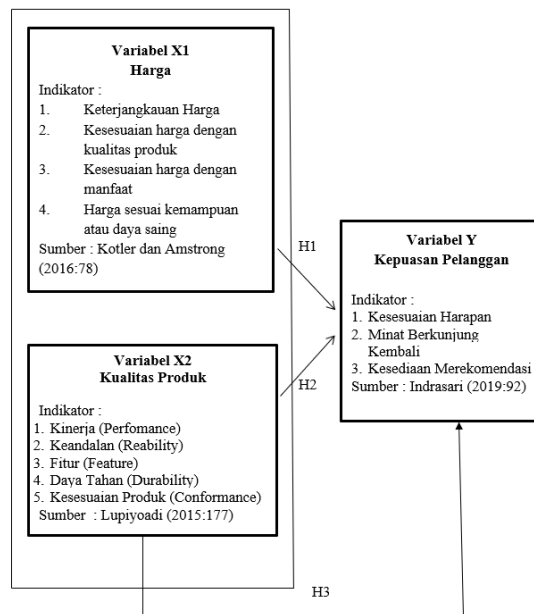 Variabel X1
Harga
Indikator :
1. Keterjangkauan Harga
2. Kesesuaian harga dengan
kualitas produk
3. Kesesuaian harga dengan
manfaat
4. Harga sesuai kemampuan
atau daya saing
Sumber : Kotler dan Amstrong
(2016:78)
H1
Variabel X2
Kualitas Produk
Indikator :
1. Kinerja (Perfomance)
2. Keandalan (Reability)
3. Fitur (Feature)
4. Daya Tahan (Durability)
5. Kesesuaian Produk (Conformance)
Sumber : Lupiyoadi (2015:177)
H2
Variabel Y
Kepuasan Pelanggan
Indikator :
1. Kesesuaian Harapan
2. Minat Berkunjung
Kembali
3. Kesediaan Merekomendasi
Sumber : Indrasari (2019:92)
H3